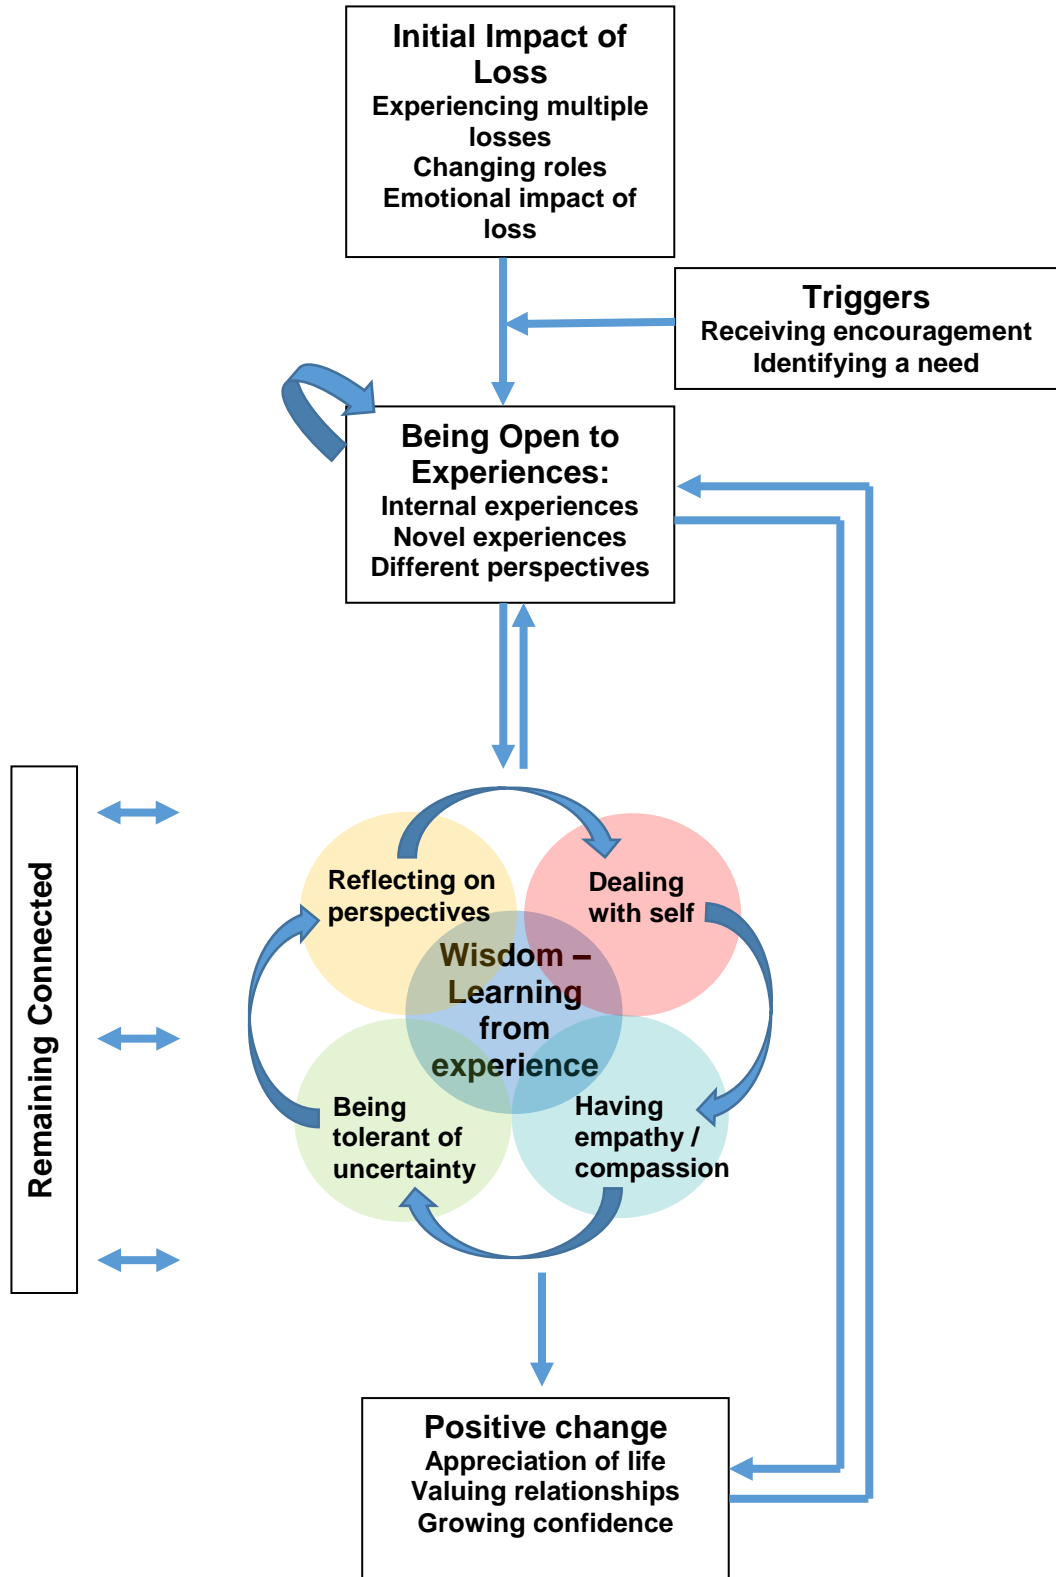 Initial Impact of
Loss
Experiencing multiple
losses
Changing roles
Emotional impact of
loss
Triggers
Receiving encouragement
Identifying a need
Being Open to
Experiences:
Internal experiences
Novel experiences
Different perspectives
Remaining Connected
Reflecting on
perspectives
Dealing
with self
Wisdom –
Learning
from
experience
Being
tolerant of
uncertainty
Having
empathy /
compassion
Positive change
Appreciation of life
Valuing relationships
Growing confidence